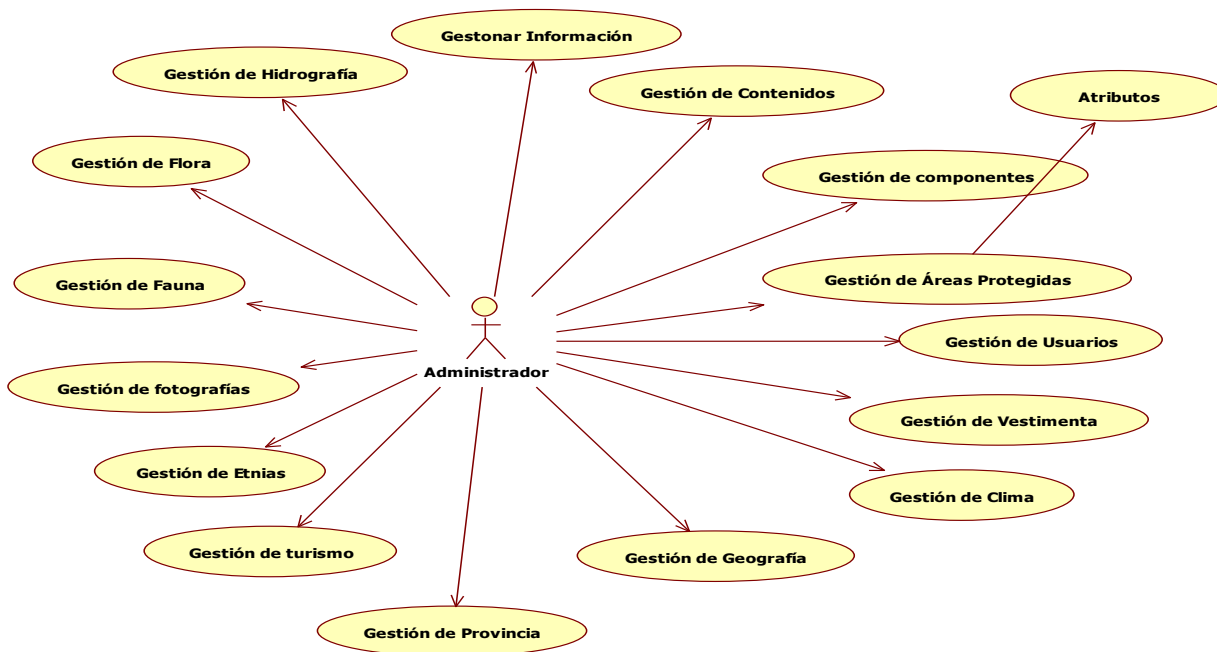 Gestonar Información
Gestión de Hidrografía
Gestión de Contenidos
Atributos
Gestión de Flora
Gestión de componentes
Gestión de Fauna
Gestión de Áreas Protegidas
Gestión de Usuarios
Administrador
Gestión de fotografías
Gestión de Vestimenta
Gestión de Etnias
Gestión de Clima
Gestión de turismo
Gestión de Geografía
Gestión de Provincia